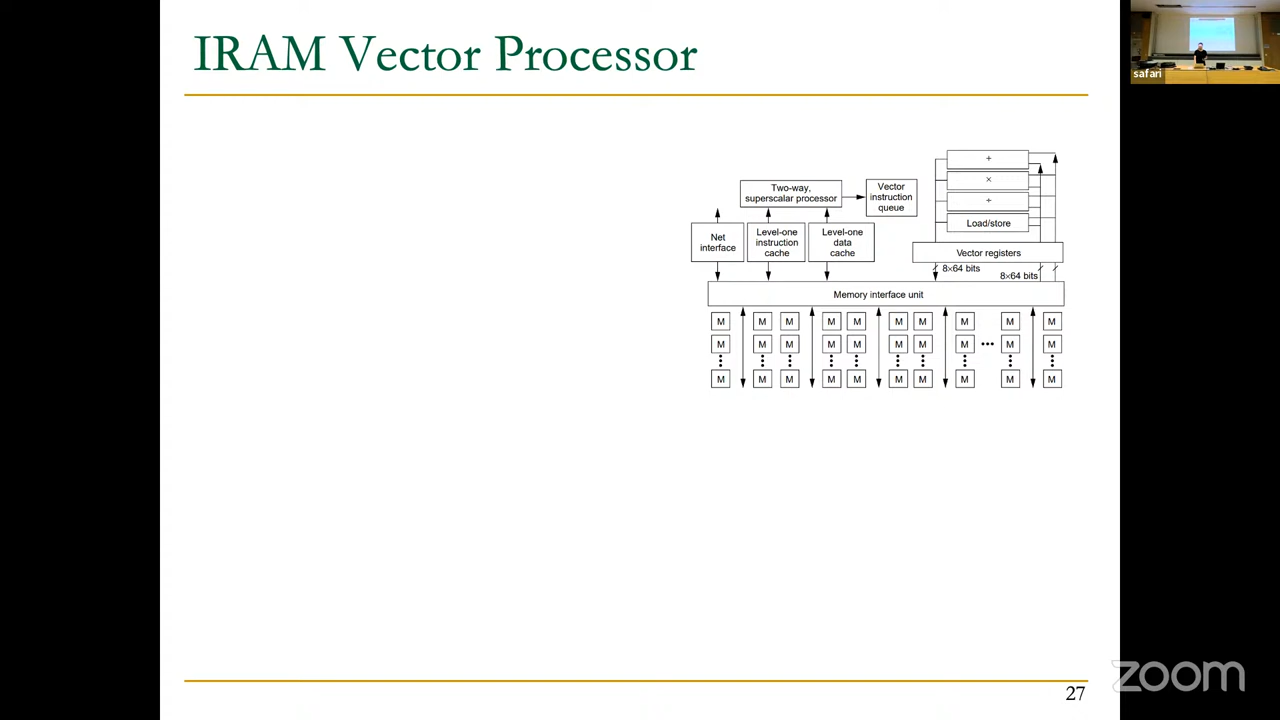 IRAM Vector Processor
safari
+
×
÷
Load/store
Two-way,
superscalar processor
Vector
instruction
queue
Net
interface
Level-one
instruction
cache
Level-one
data
cache
Vector registers
8×64 bits
8×64 bits
Memory interface unit
M M M M M M M M M M
M M M M M M M M ••• M M
M M M M M M M M M M
27
zoom